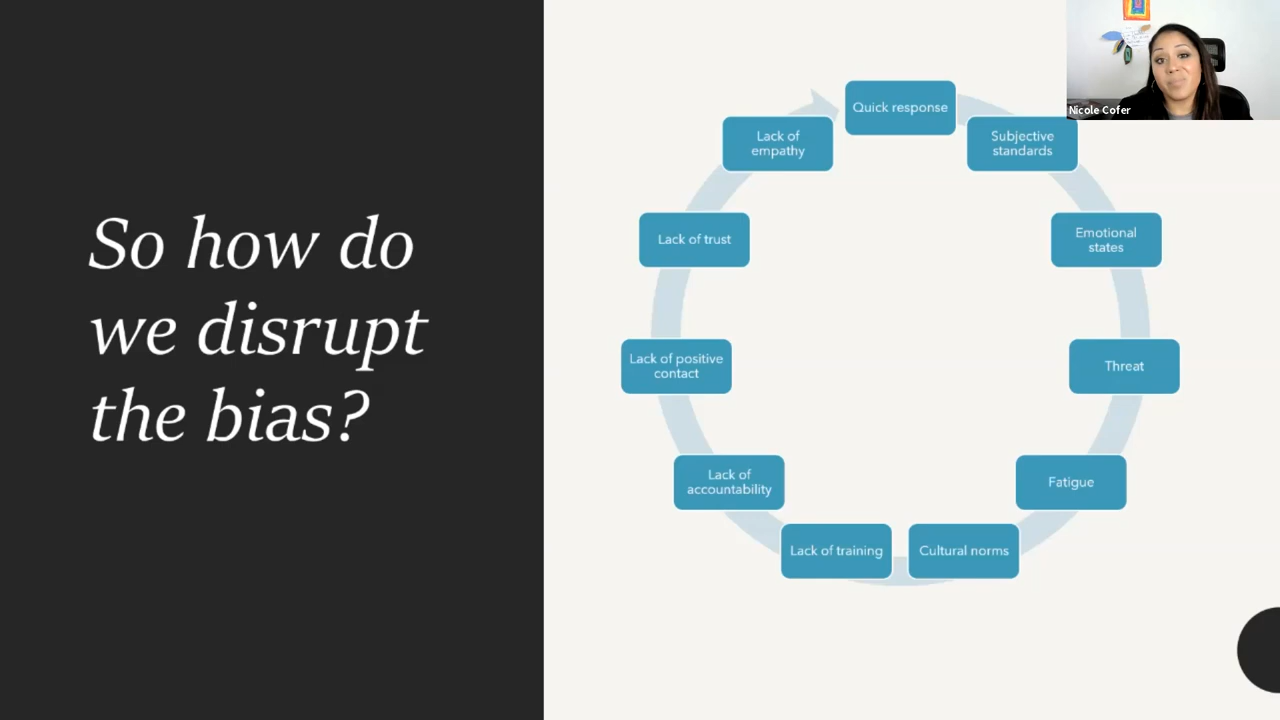 So how do
we disrupt
the bias?
Quick response
Subjective
standards
Emotional
states
Threat
Fatigue
Cultural norms
Lack of training
Lack of
accountability
Lack of positive
contact
Lack of trust
Lack of
empathy
Nicole Cofer